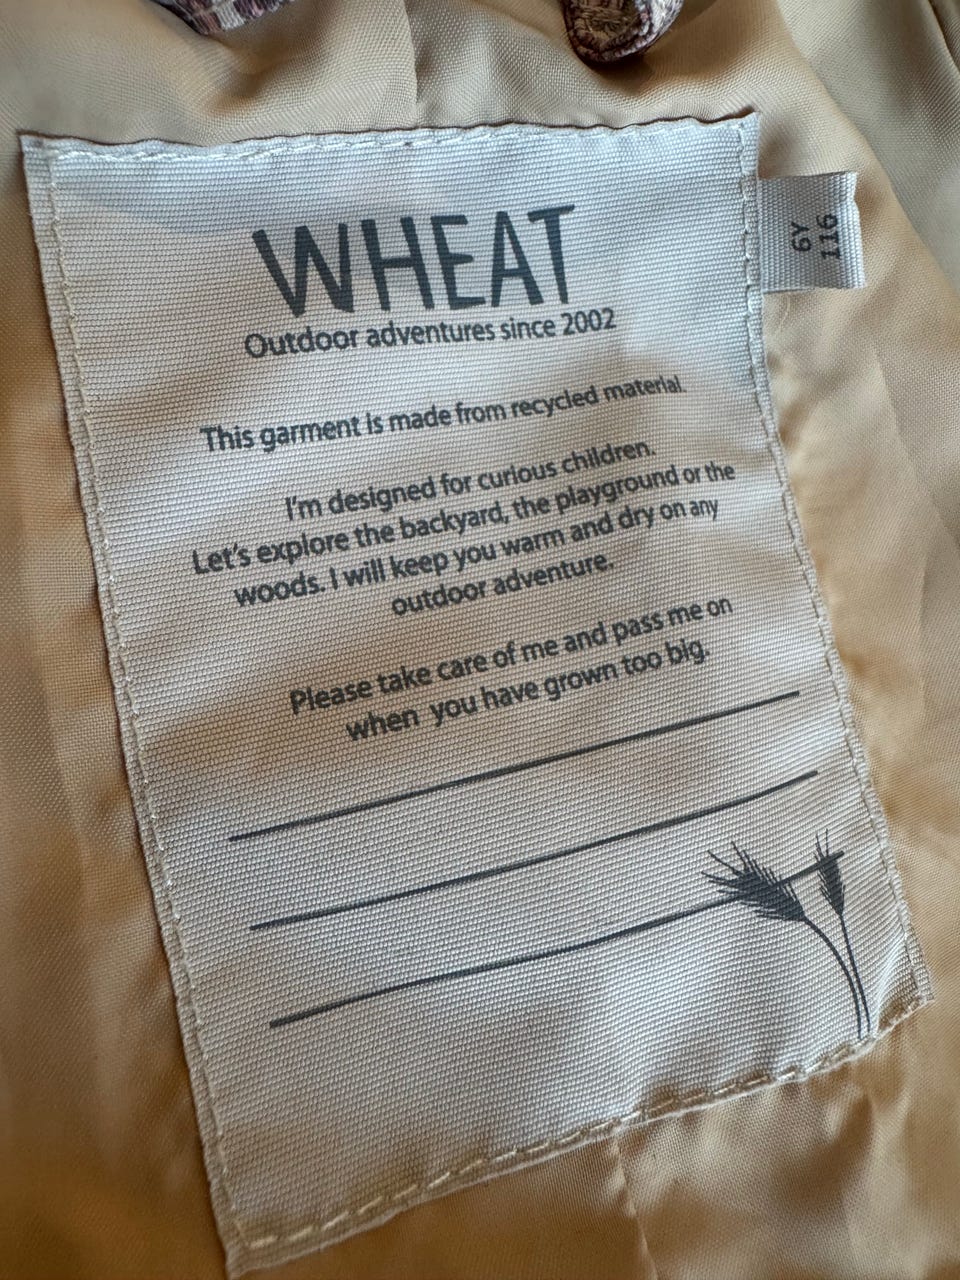 WHEAT
Outdoor adventures since 2002
6Y
116
This garment is made from recycled material.
I'm designed for curious children.
Let's explore the backyard, the playground or the
woods. I will keep you warm and dry on any
outdoor adventure.
Please take care of me and pass me on
when you have grown too big.